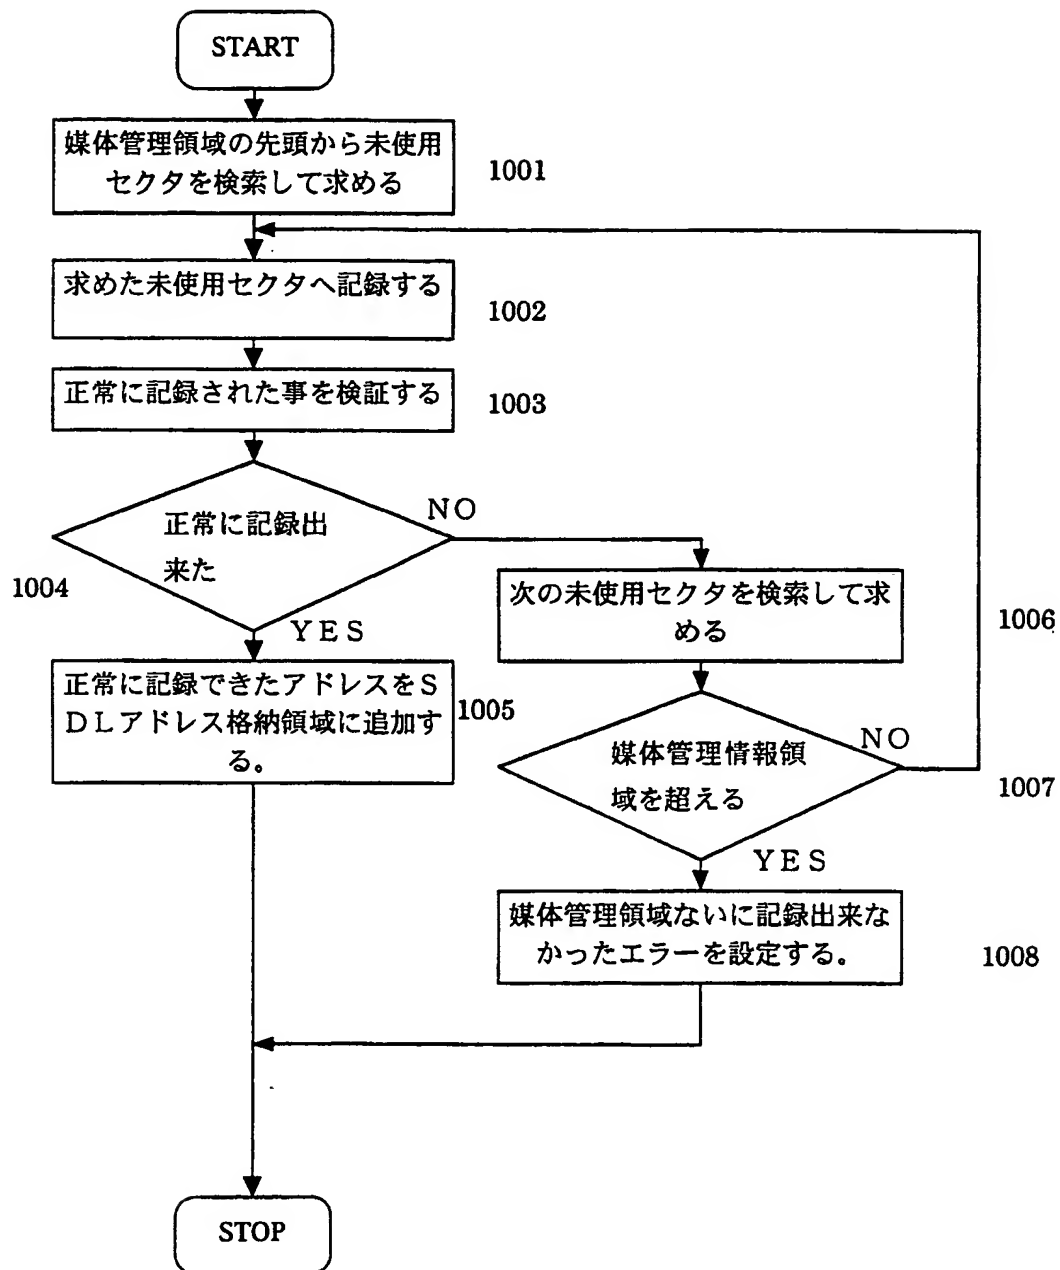 START
媒体管理領域の先頭から未使用
セクタを検索して求める
1001
求めた未使用セクタへ記録する
1002
正常に記録された事を検証する
1003
正常に記録出
来た
NO
1004
YES
次の未使用セクタを検索して求
める
1006
正常に記録できたアドレスをS
DLアドレス格納領域に追加す
る。
1005
媒体管理情報領
域を超える
NO
1007
YES
媒体管理領域ないに記録出来な
かったエラーを設定する。
1008
STOP